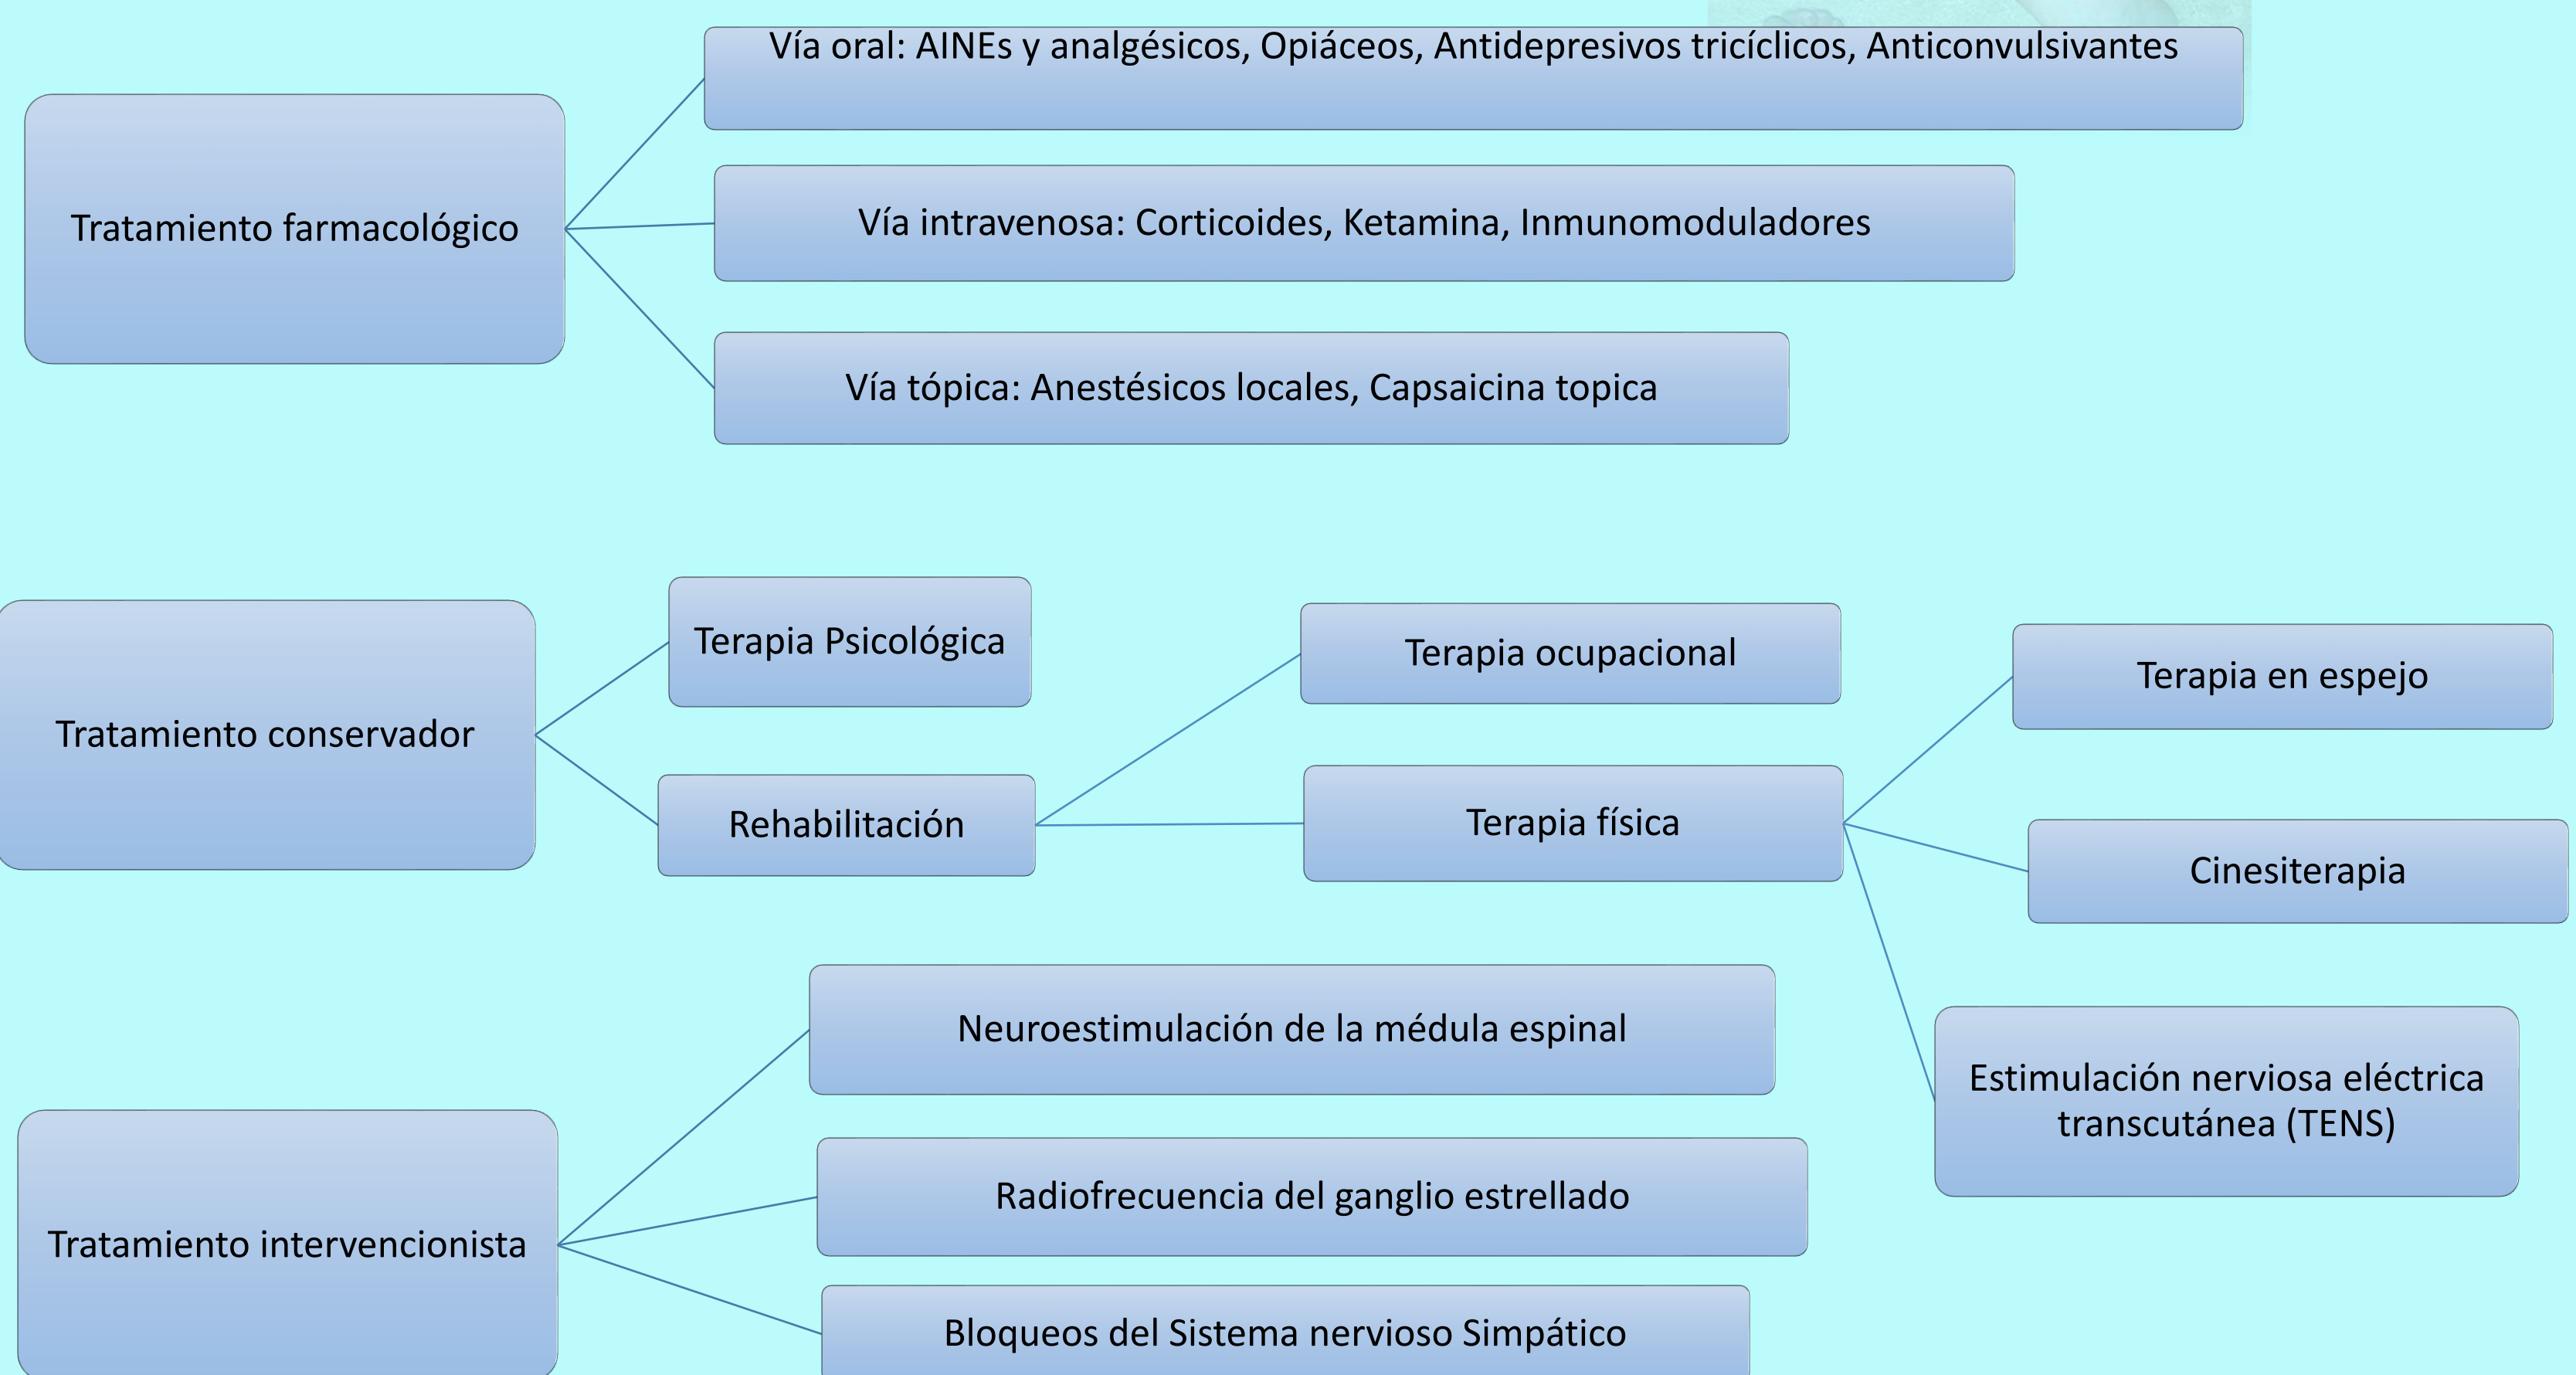 Vía oral: AINEs y analgésicos, Opiáceos, Antidepresivos tricíclicos, Anticonvulsivantes
Tratamiento farmacológico
Vía intravenosa: Corticoides, Ketamina, Inmunomoduladores
Vía tópica: Anestésicos locales, Capsaicina topica
Tratamiento conservador
Terapia Psicológica
Rehabilitación
Terapia ocupacional
Terapia física
Terapia en espejo
Cinesiterapia
Estimulación nerviosa eléctrica
transcutánea (TENS)
Tratamiento intervencionista
Neuroestimulación de la médula espinal
Radiofrecuencia del ganglio estrellado
Bloqueos del Sistema nervioso Simpático